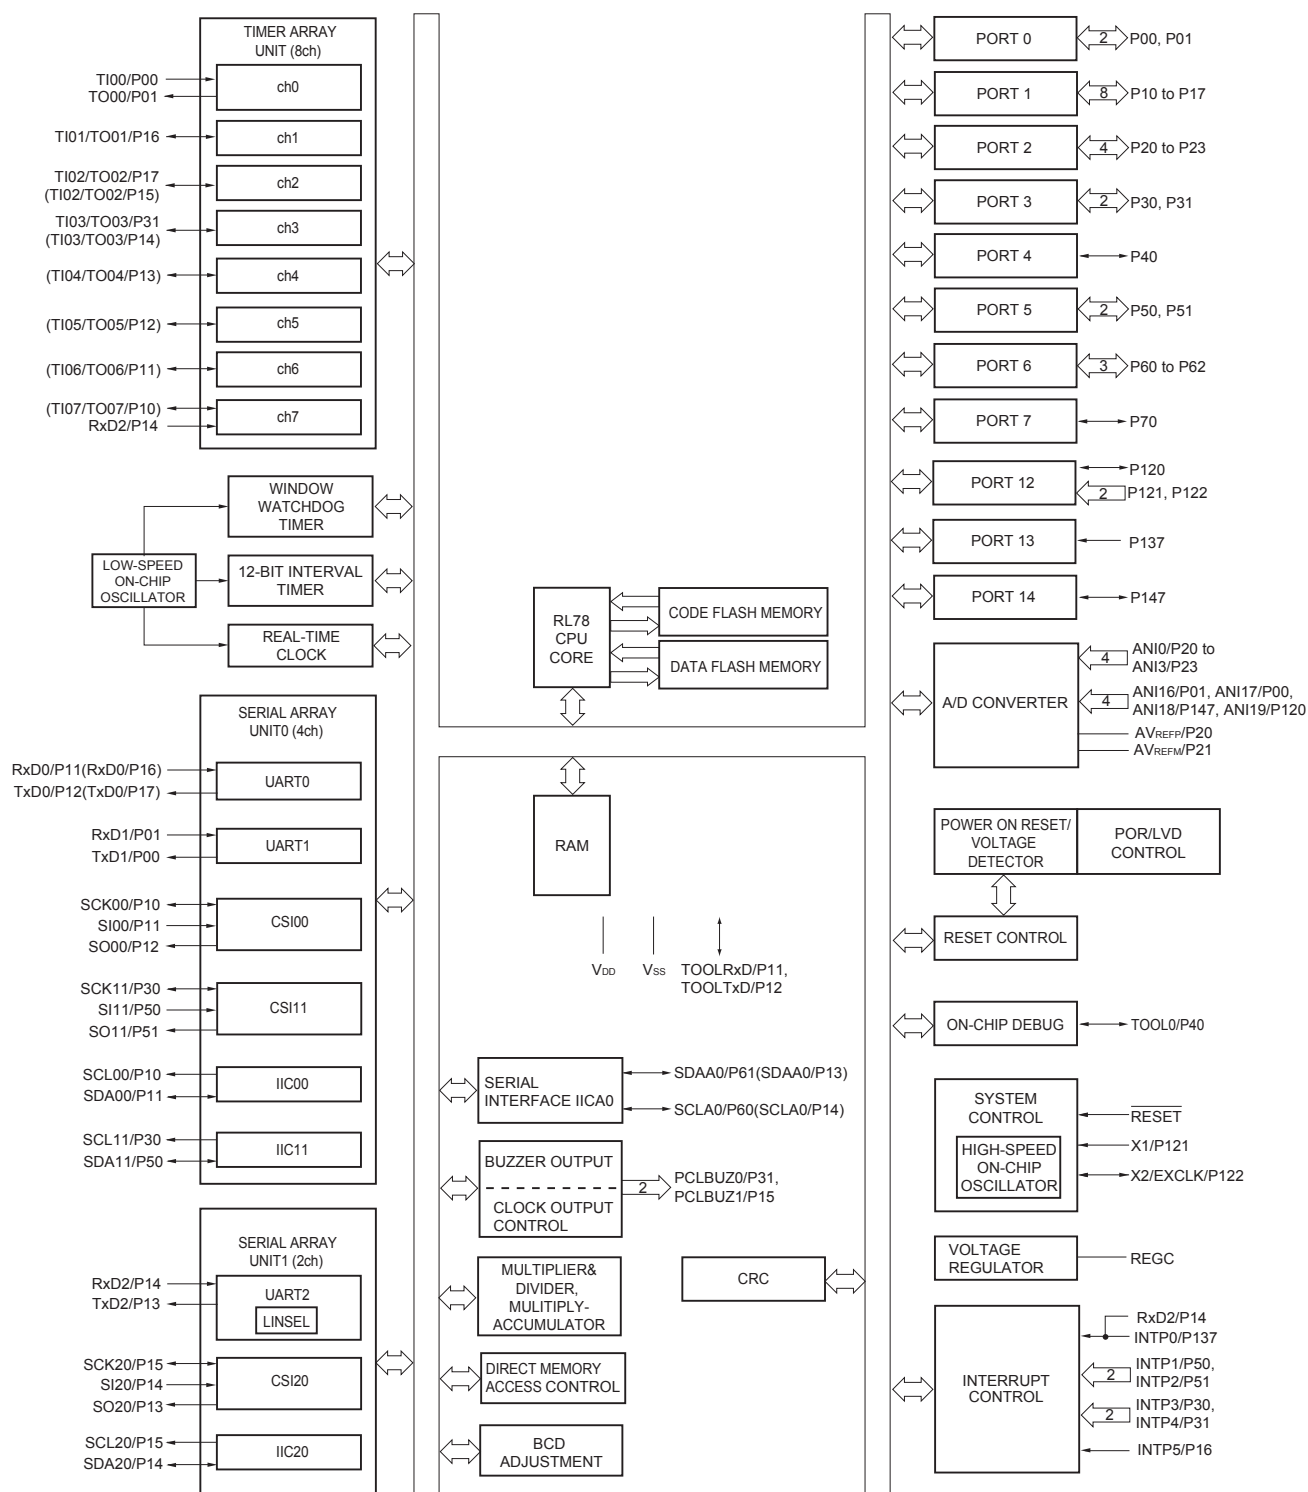 TIMER ARRAY
UNIT (8ch)
TI00/P00
TO00/P01
ch0
TI01/TO01/P16
ch1
TI02/TO02/P17
(TI02/TO02/P15)
ch2
TI03/TO03/P31
(TI03/TO03/P14)
ch3
(TI04/TO04/P13)
ch4
(TI05/TO05/P12)
ch5
(TI06/TO06/P11)
ch6
(TI07/TO07/P10)
RxD2/P14
ch7
WINDOW
WATCHDOG
TIMER
LOW-SPEED
ON-CHIP
OSCILLATOR
12-BIT INTERVAL
TIMER
REAL-TIME
CLOCK
SERIAL ARRAY
UNIT0 (4ch)
RxD0/P11(RxD0/P16)
TxD0/P12(TxD0/P17)
UART0
RxD1/P01
TxD1/P00
UART1
SCK00/P10
SI00/P11
SO00/P12
CSI00
SCK11/P30
SI11/P50
SO11/P51
CSI11
SCL00/P10
SDA00/P11
IIC00
SCL11/P30
SDA11/P50
IIC11
SERIAL ARRAY
UNIT1 (2ch)
RxD2/P14
TxD2/P13
UART2
LINSEL
SCK20/P15
SI20/P14
SO20/P13
CSI20
SCL20/P15
SDA20/P14
IIC20
RL78
CPU
CORE
CODE FLASH MEMORY
DATA FLASH MEMORY
RAM
VDD
VSS
TOOLRxD/P11,
TOOLTxD/P12
SERIAL
INTERFACE IICA0
SDAA0/P61(SDAA0/P13)
SCLA0/P60(SCLA0/P14)
BUZZER OUTPUT
CLOCK OUTPUT
CONTROL
2
PCLBUZ0/P31,
PCLBUZ1/P15
MULTIPLIER&
DIVIDER,
MULITIPLY-
ACCUMULATOR
CRC
DIRECT MEMORY
ACCESS CONTROL
BCD
ADJUSTMENT
PORT 0
2
P00, P01
PORT 1
8
P10 to P17
PORT 2
4
P20 to P23
PORT 3
2
P30, P31
PORT 4
P40
PORT 5
2
P50, P51
PORT 6
3
P60 to P62
PORT 7
P70
PORT 12
P120
2
P121, P122
PORT 13
P137
PORT 14
P147
A/D CONVERTER
4
ANI0/P20 to
ANI3/P23
4
ANI16/P01, ANI17/P00,
ANI18/P147, ANI19/P120
AVREFP/P20
AVREFM/P21
POWER ON RESET/
VOLTAGE
DETECTOR
POR/LVD
CONTROL
RESET CONTROL
ON-CHIP DEBUG
TOOL0/P40
SYSTEM
CONTROL
HIGH-SPEED
ON-CHIP
OSCILLATOR
RESET
X1/P121
X2/EXCLK/P122
VOLTAGE
REGULATOR
REGC
INTERRUPT
CONTROL
RxD2/P14
INTP0/P137
2
INTP1/P50,
INTP2/P51
2
INTP3/P30,
INTP4/P31
INTP5/P16